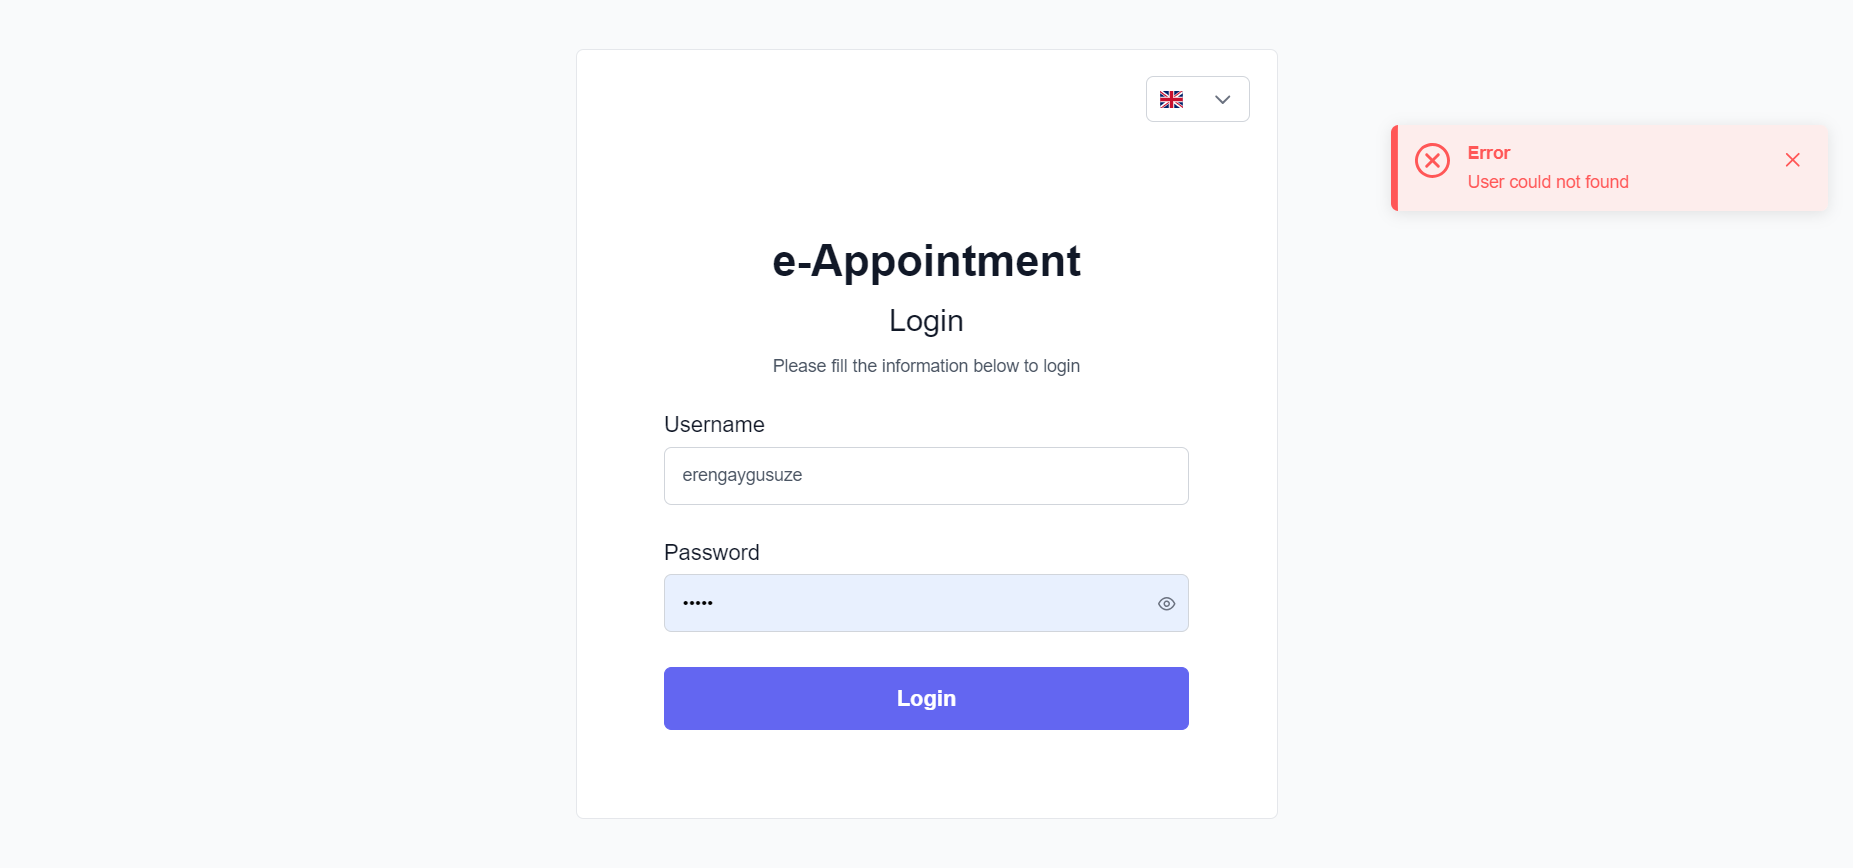 Error
User could not found
e-Appointment
Login
Please fill the information below to login
Username
erengaygusuze
Password
•••••
Login